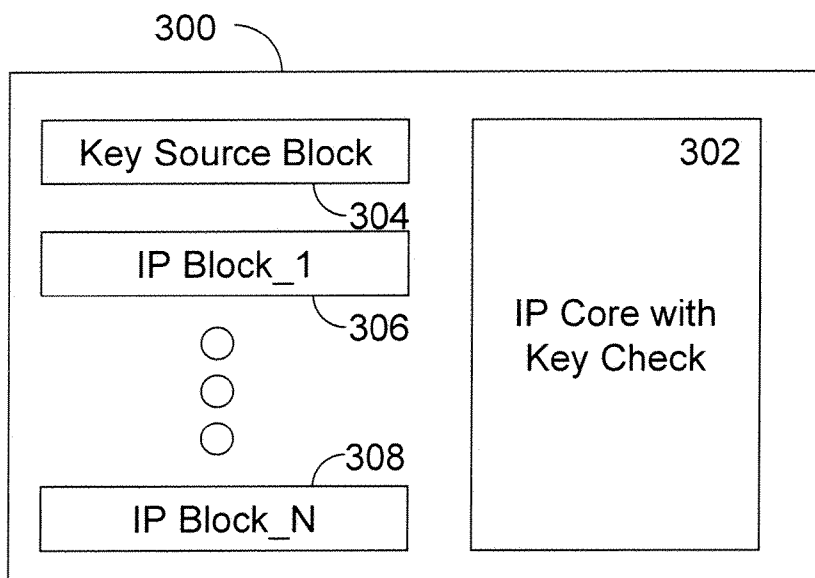 300
Key Source Block
304
IP Block_1
306
308
IP Block_N
302
IP Core with
Key Check